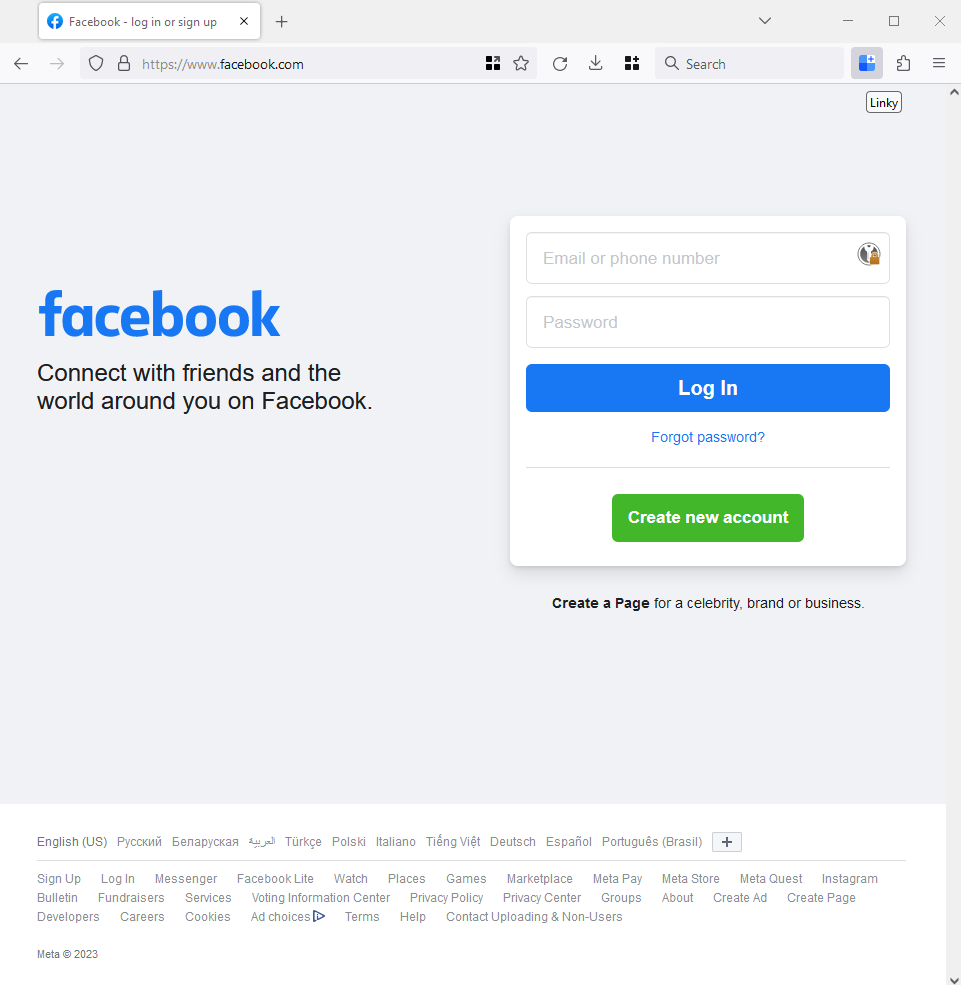 Facebook - log in or sign up
https://www.facebook.com
Search
Linky
facebook
Connect with friends and the
world around you on Facebook.
Email or phone number
Password
Log In
Forgot password?
Create new account
Create a Page for a celebrity, brand or business.
English (US) Русский Беларуская العربية Türkçe Polski Italiano Tiếng Việt Deutsch Español Português (Brasil)
Sign Up Log In Messenger Facebook Lite Watch Places Games Marketplace Meta Pay Meta Store Meta Quest Instagram
Bulletin Fundraisers Services Voting Information Center Privacy Policy Privacy Center Groups About Create Ad Create Page
Developers Careers Cookies Ad choices Terms Help Contact Uploading & Non-Users
Meta © 2023